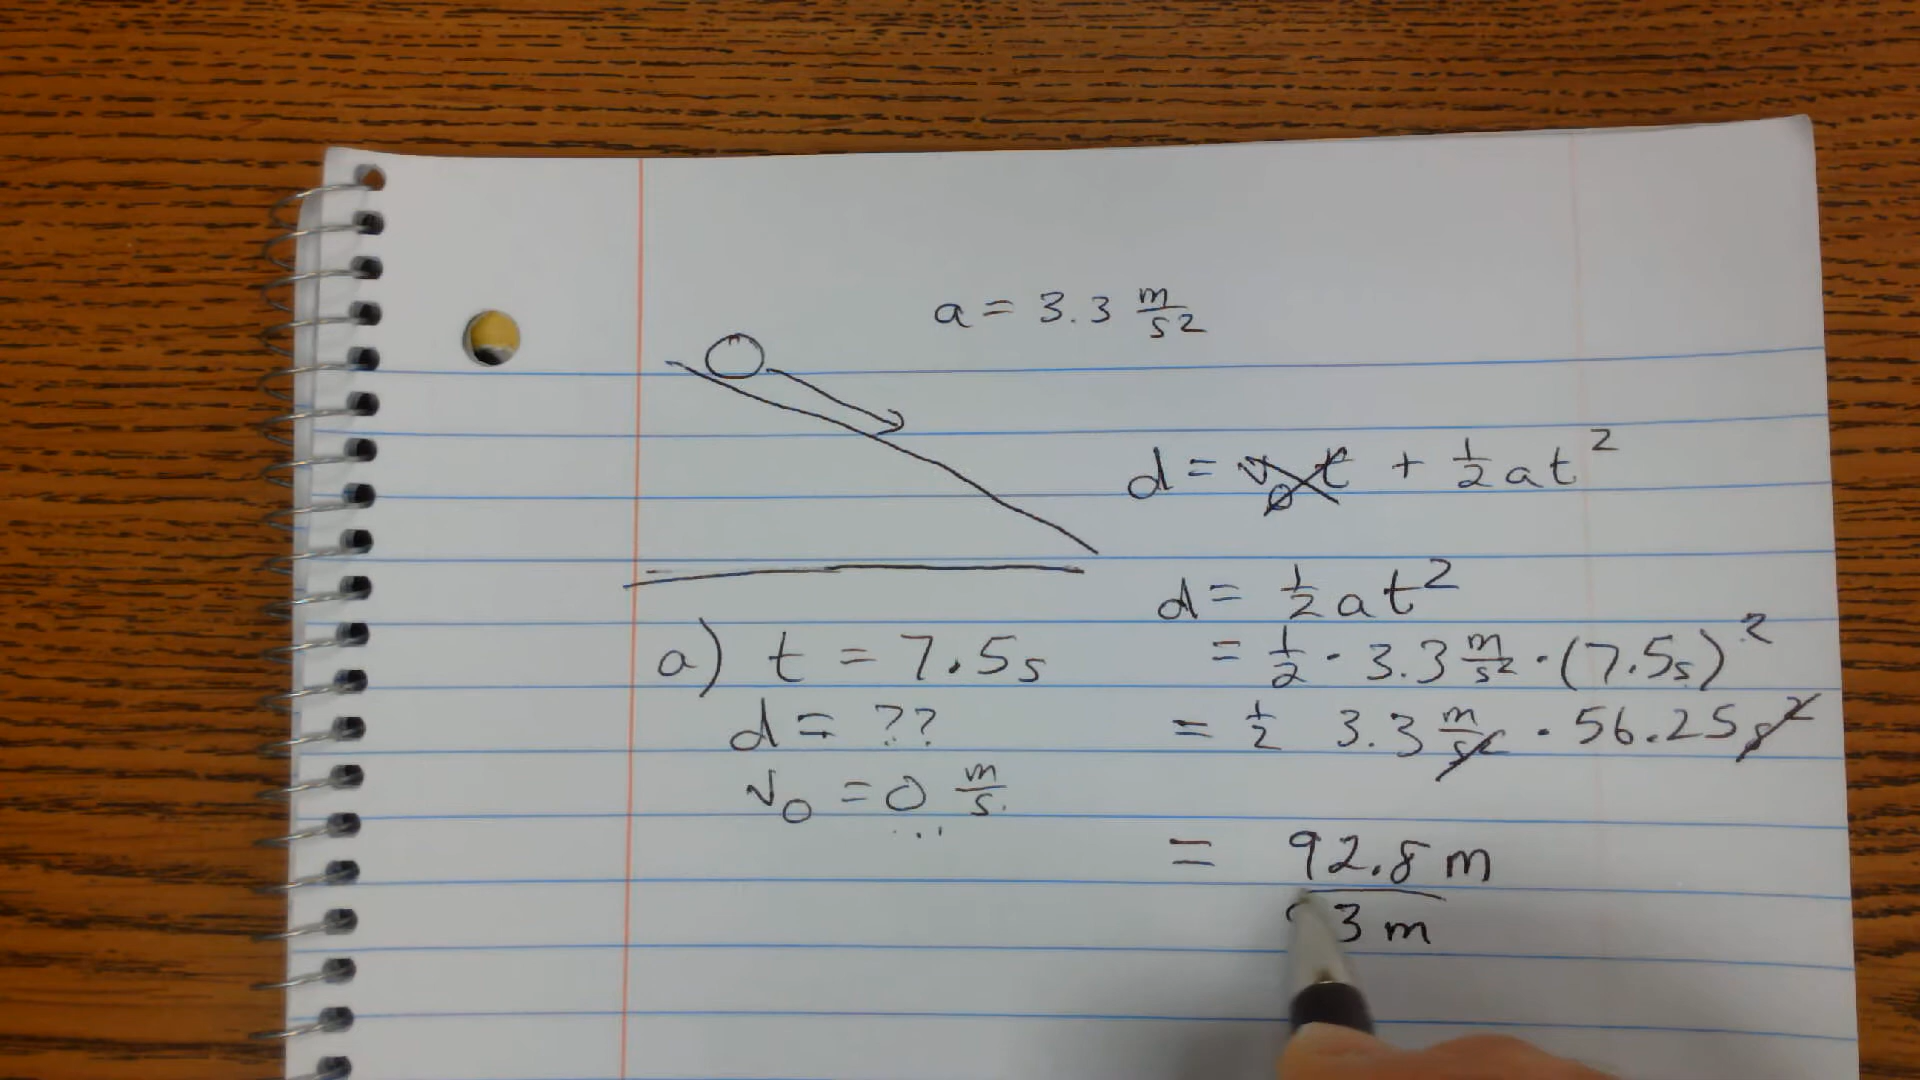 a = 3.3 m/s²
d = v₀t + ½at²
d = ½at²
a) t = 7.5s
= ½ · 3.3 m/s² · (7.5s)²
d = ??
= ½ 3.3 m/s² · 56.25s²
v₀ = 0 m/s
= 92.8 m
3 m